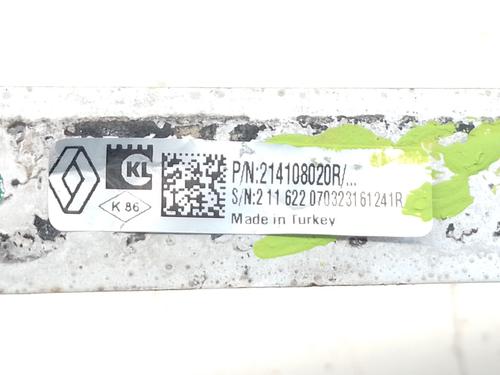 KL
K 86
P/N:214108020R/...
S/N:2 11 622 070323161241R
Made in Turkey